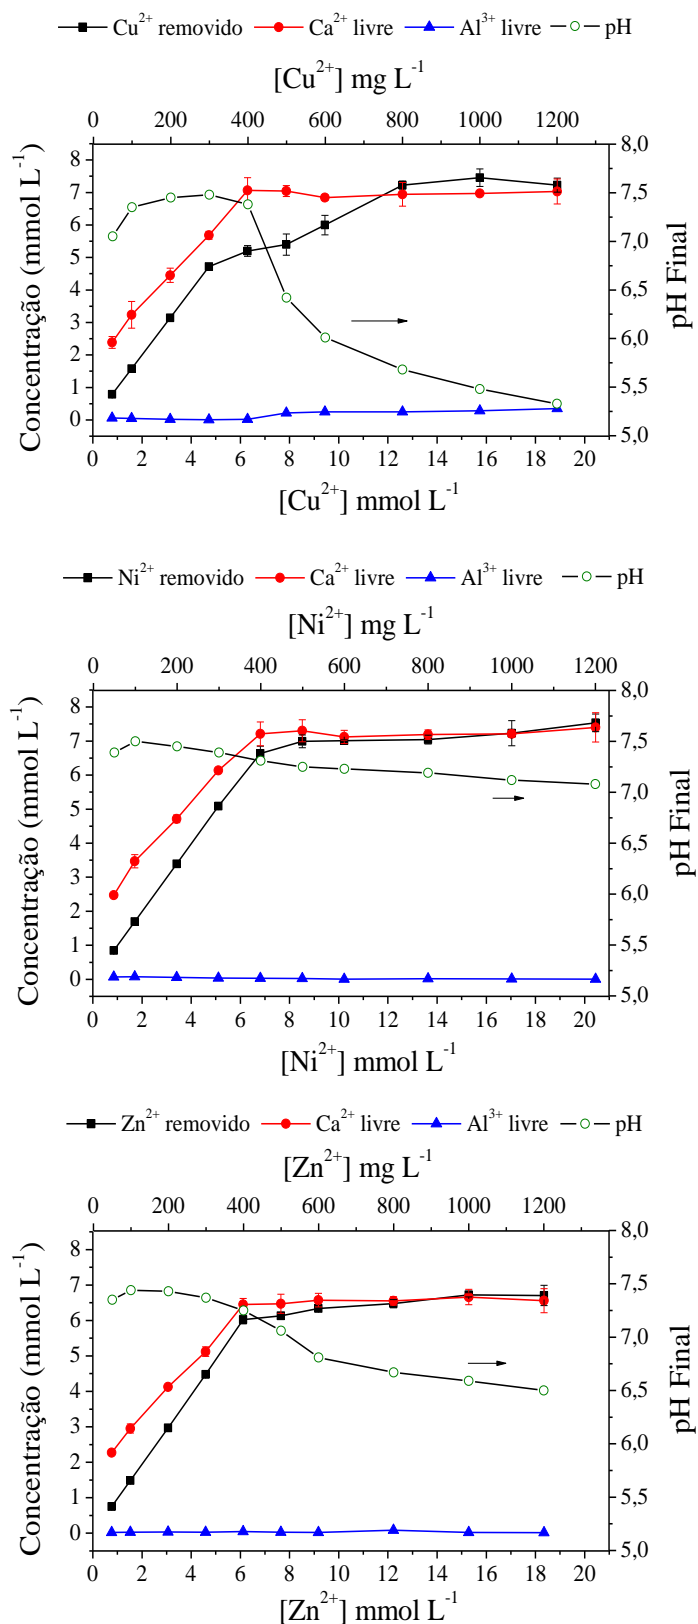 Cu²⁺ removido Ca²⁺ livre Al³⁺ livre pH
[Cu²⁺] mg L⁻¹
0 200 400 600 800 1000 1200
Concentração (mmol L⁻¹)
8
7
6
5
4
3
2
1
0
8,0
7,5
7,0
6,5
6,0
5,5
5,0
pH Final
0 2 4 6 8 10 12 14 16 18 20
[Cu²⁺] mmol L⁻¹
Ni²⁺ removido Ca²⁺ livre Al³⁺ livre pH
[Ni²⁺] mg L⁻¹
0 200 400 600 800 1000 1200
Concentração (mmol L⁻¹)
8
7
6
5
4
3
2
1
0
8,0
7,5
7,0
6,5
6,0
5,5
5,0
pH Final
0 2 4 6 8 10 12 14 16 18 20
[Ni²⁺] mmol L⁻¹
Zn²⁺ removido Ca²⁺ livre Al³⁺ livre pH
[Zn²⁺] mg L⁻¹
0 200 400 600 800 1000 1200
Concentração (mmol L⁻¹)
8
7
6
5
4
3
2
1
0
8,0
7,5
7,0
6,5
6,0
5,5
5,0
pH Final
0 2 4 6 8 10 12 14 16 18 20
[Zn²⁺] mmol L⁻¹